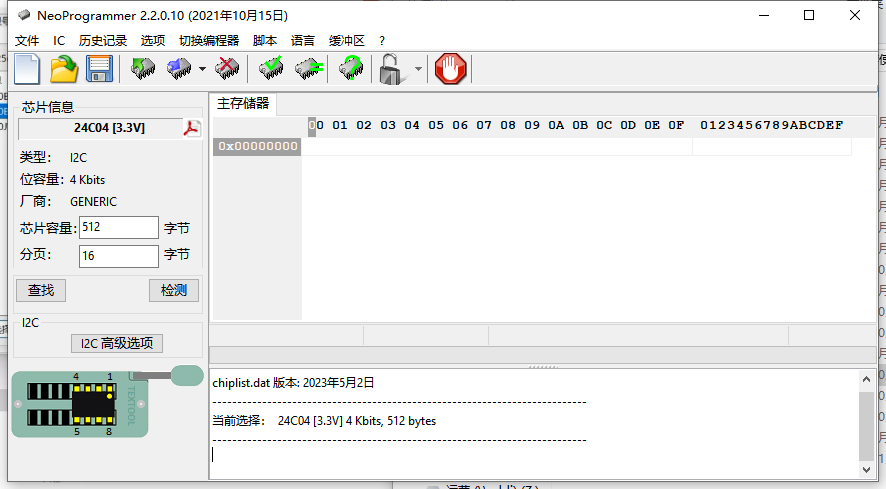 NeoProgrammer 2.2.0.10 (2021年10月15日)
文件 IC 历史记录 选项 切换编程器 脚本 语言 缓冲区 ?
芯片信息
24C04 [3.3V]
类型: I2C
位容量: 4 Kbits
厂商: GENERIC
芯片容量: 512 字节
分页: 16 字节
查找 检测
I2C
I2C 高级选项
4 1
TEXTOOL
5 8
主存储器
00 01 02 03 04 05 06 07 08 09 0A 0B 0C 0D 0E 0F 0123456789ABCDEF
0x00000000
chiplist.dat 版本: 2023年5月2日
当前选择: 24C04 [3.3V] 4 Kbits, 512 bytes